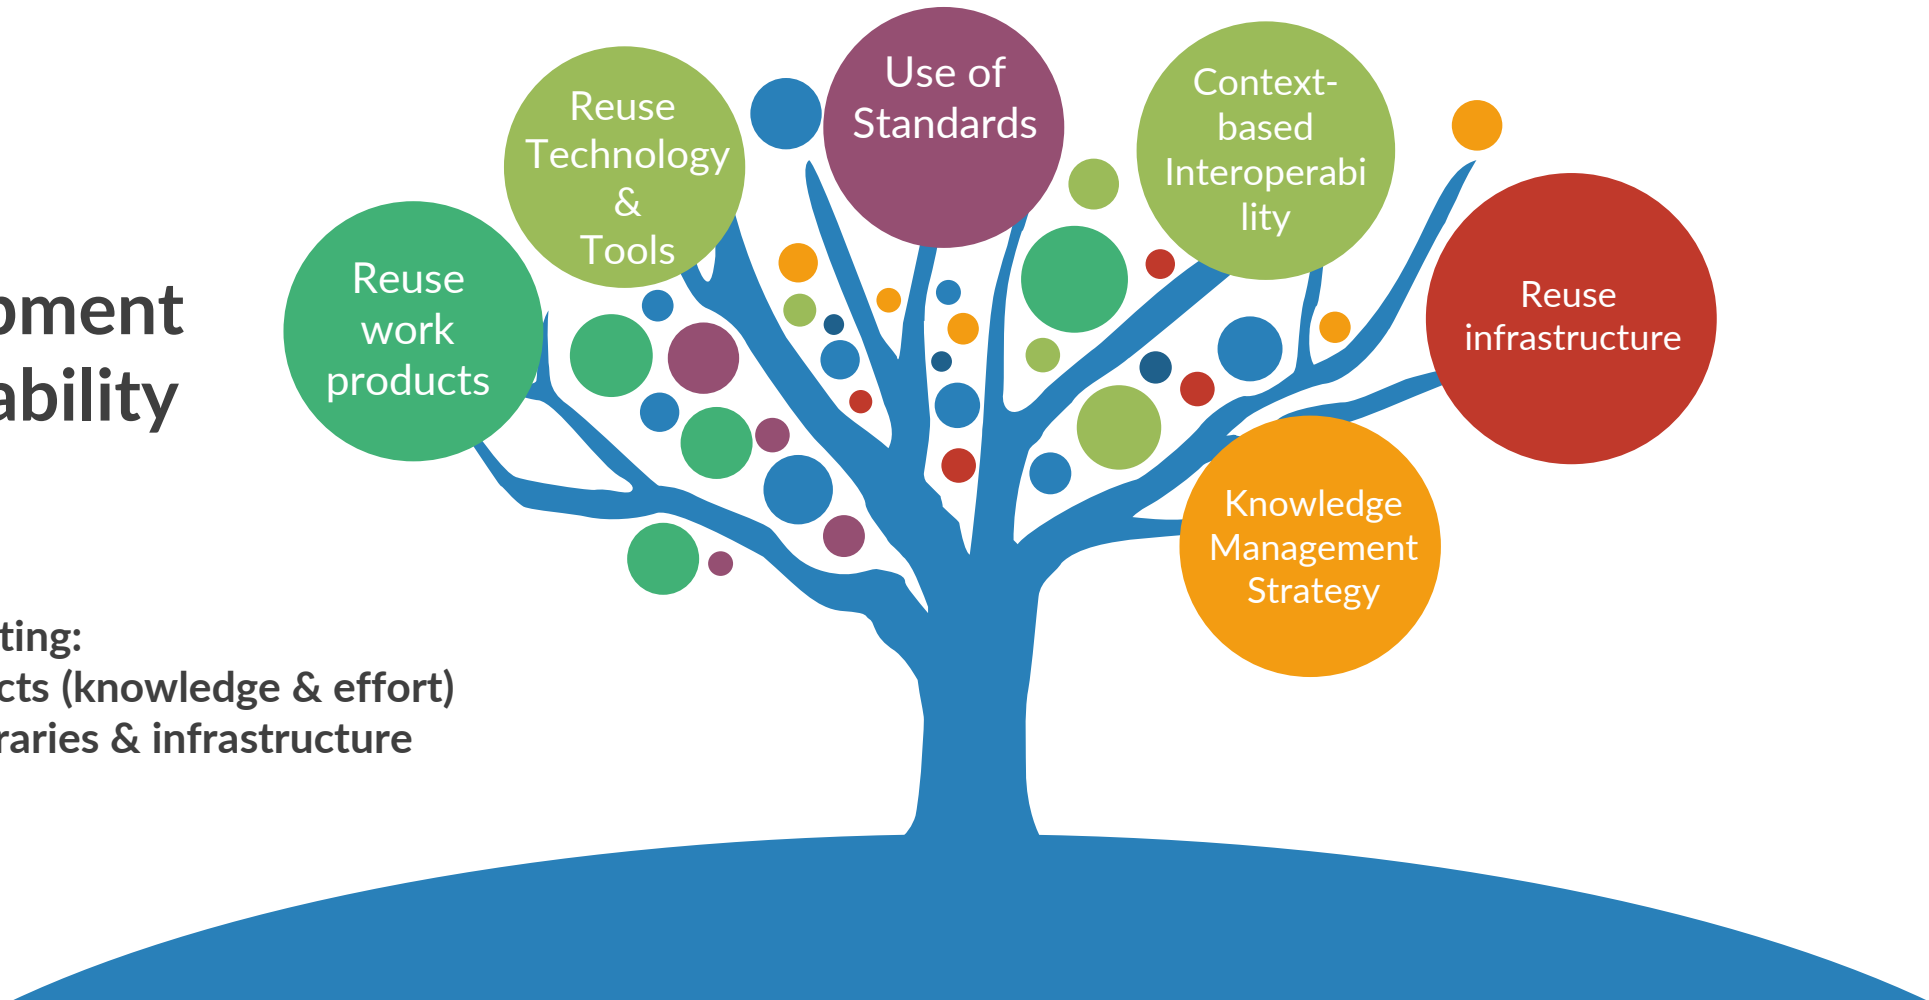 pment
ability
ting:
cts (knowledge & effort)
raries & infrastructure
Reuse
work
products
Reuse
Technology
&
Tools
Use of
Standards
Context-
based
Interoperabi
lity
Reuse
infrastructure
Knowledge
Management
Strategy